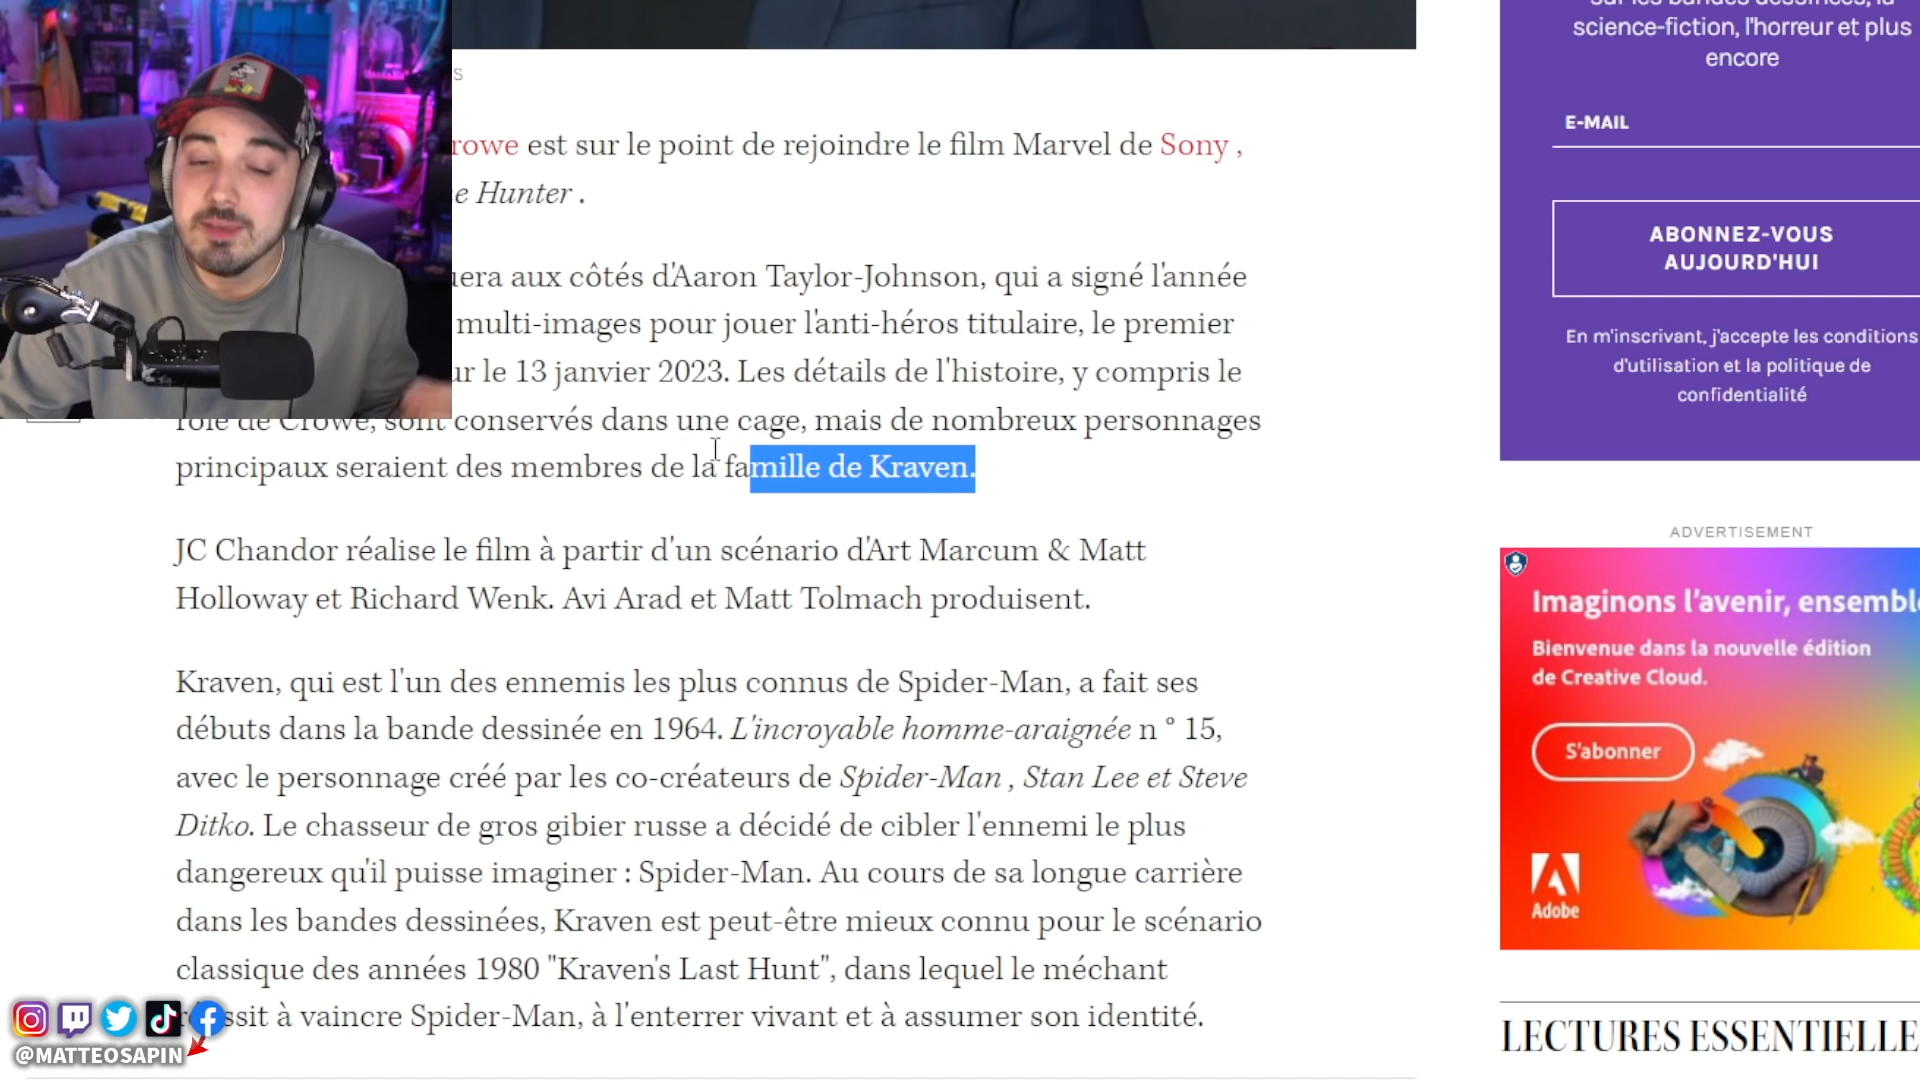 sur les bandes dessinées, la
science-fiction, l'horreur et plus
encore
E-MAIL
ABONNEZ-VOUS
AUJOURD'HUI
En m'inscrivant, j'accepte les conditions
d'utilisation et la politique de
confidentialité
S
rowe est sur le point de rejoindre le film Marvel de Sony ,
e Hunter .
uera aux côtés d'Aaron Taylor-Johnson, qui a signé l'année
multi-images pour jouer l'anti-héros titulaire, le premier
ur le 13 janvier 2023. Les détails de l'histoire, y compris le
rôle de Crowe, sont conservés dans une cage, mais de nombreux personnages
principaux seraient des membres de la famille de Kraven.
JC Chandor réalise le film à partir d'un scénario d'Art Marcum & Matt
Holloway et Richard Wenk. Avi Arad et Matt Tolmach produisent.
Kraven, qui est l'un des ennemis les plus connus de Spider-Man, a fait ses
débuts dans la bande dessinée en 1964. L'incroyable homme-araignée n ° 15,
avec le personnage créé par les co-créateurs de Spider-Man , Stan Lee et Steve
Ditko. Le chasseur de gros gibier russe a décidé de cibler l'ennemi le plus
dangereux qu'il puisse imaginer : Spider-Man. Au cours de sa longue carrière
dans les bandes dessinées, Kraven est peut-être mieux connu pour le scénario
classique des années 1980 "Kraven's Last Hunt", dans lequel le méchant
ssit à vaincre Spider-Man, à l'enterrer vivant et à assumer son identité.
@MATTEOSAPIN
ADVERTISEMENT
Imaginons l'avenir, ensembl
Bienvenue dans la nouvelle édition
de Creative Cloud.
S'abonner
Adobe
LECTURES ESSENTIELLE